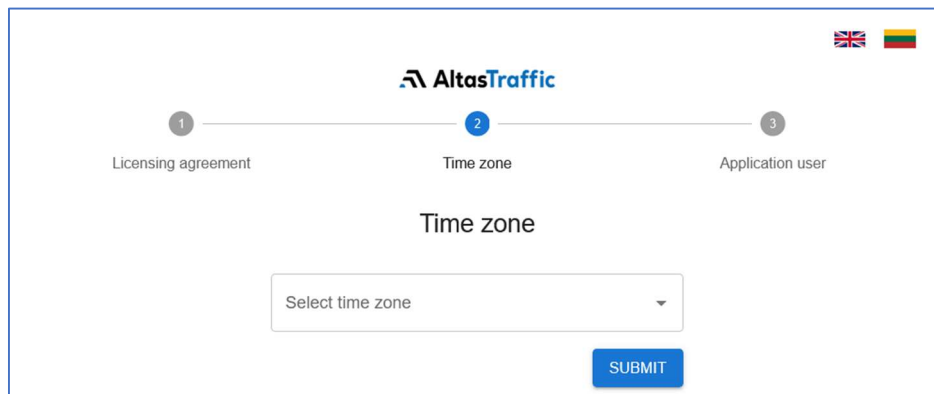 AltasTraffic
1 2 3
Licensing agreement Time zone Application user
Time zone
Select time zone
SUBMIT